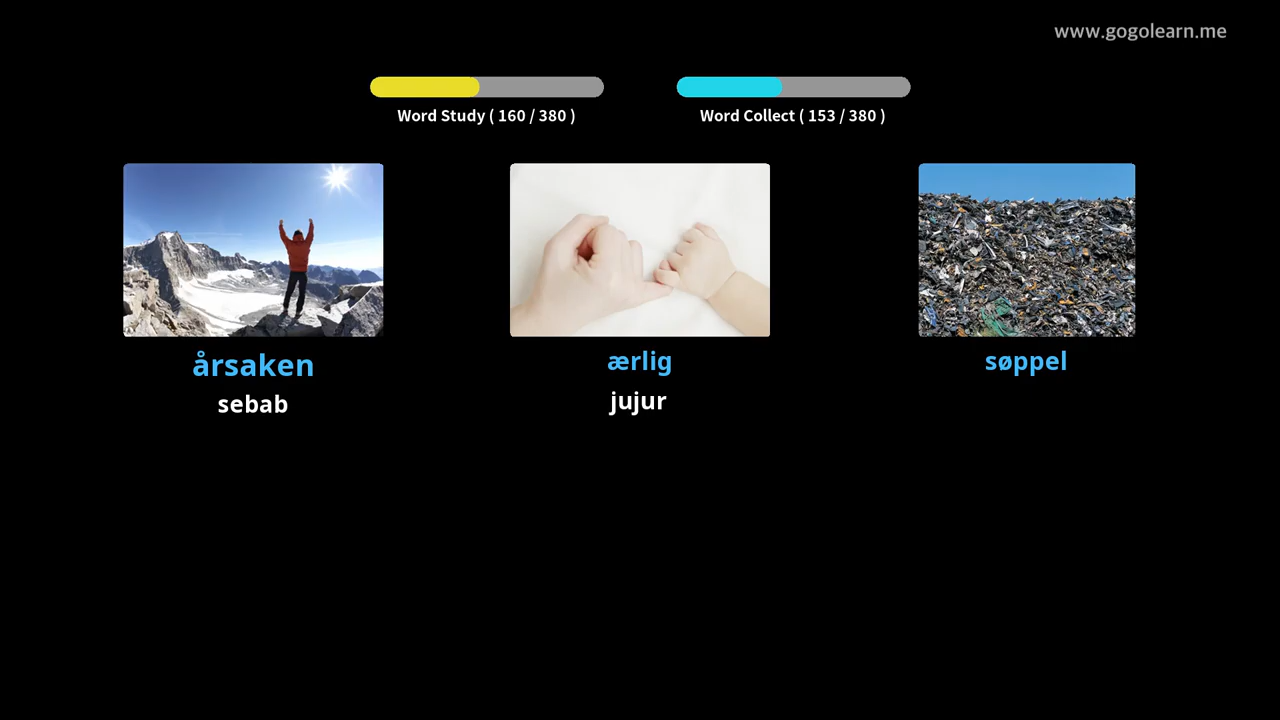 www.gogolearn.me
Word Study ( 160 / 380 )
Word Collect ( 153 / 380 )
årsaken
sebab
ærlig
jujur
søppel